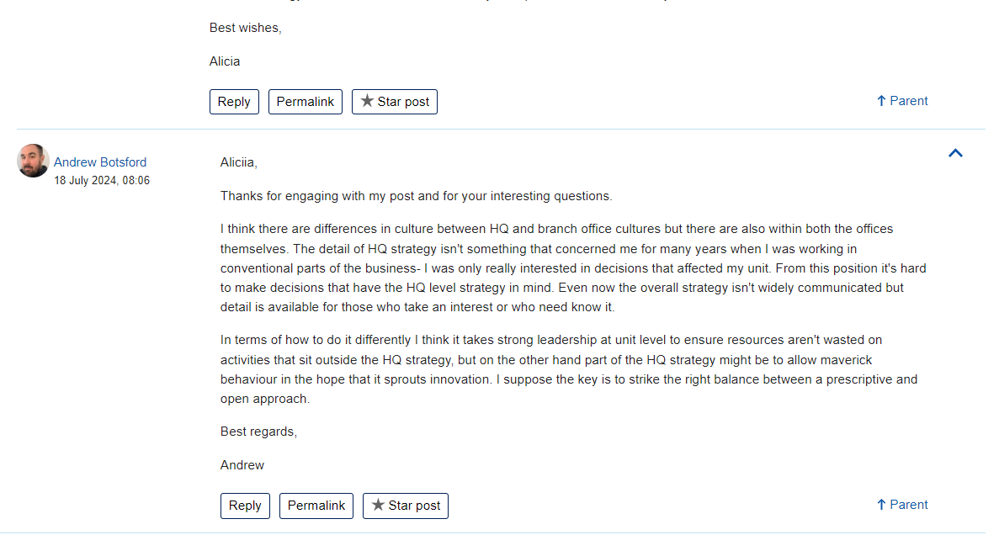 Best wishes,
Alicia
Reply
Permalink
★ Star post
↑ Parent
Andrew Botsford
18 July 2024, 08:06
Aliciia,
Thanks for engaging with my post and for your interesting questions.
I think there are differences in culture between HQ and branch office cultures but there are also within both the offices
themselves. The detail of HQ strategy isn't something that concerned me for many years when I was working in
conventional parts of the business- I was only really interested in decisions that affected my unit. From this position it's hard
to make decisions that have the HQ level strategy in mind. Even now the overall strategy isn't widely communicated but
detail is available for those who take an interest or who need know it.
In terms of how to do it differently I think it takes strong leadership at unit level to ensure resources aren't wasted on
activities that sit outside the HQ strategy, but on the other hand part of the HQ strategy might be to allow maverick
behaviour in the hope that it sprouts innovation. I suppose the key is to strike the right balance between a prescriptive and
open approach.
Best regards,
Andrew
Reply
Permalink
★ Star post
↑ Parent